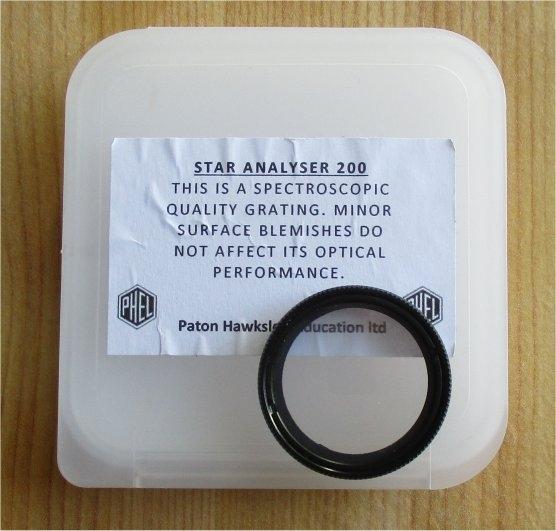 STAR ANALYSER 200
THIS IS A SPECTROSCOPIC
QUALITY GRATING. MINOR
SURFACE BLEMISHES DO
NOT AFFECT ITS OPTICAL
PERFORMANCE.
PHEL
PHEL
Paton Hawksley Education ltd